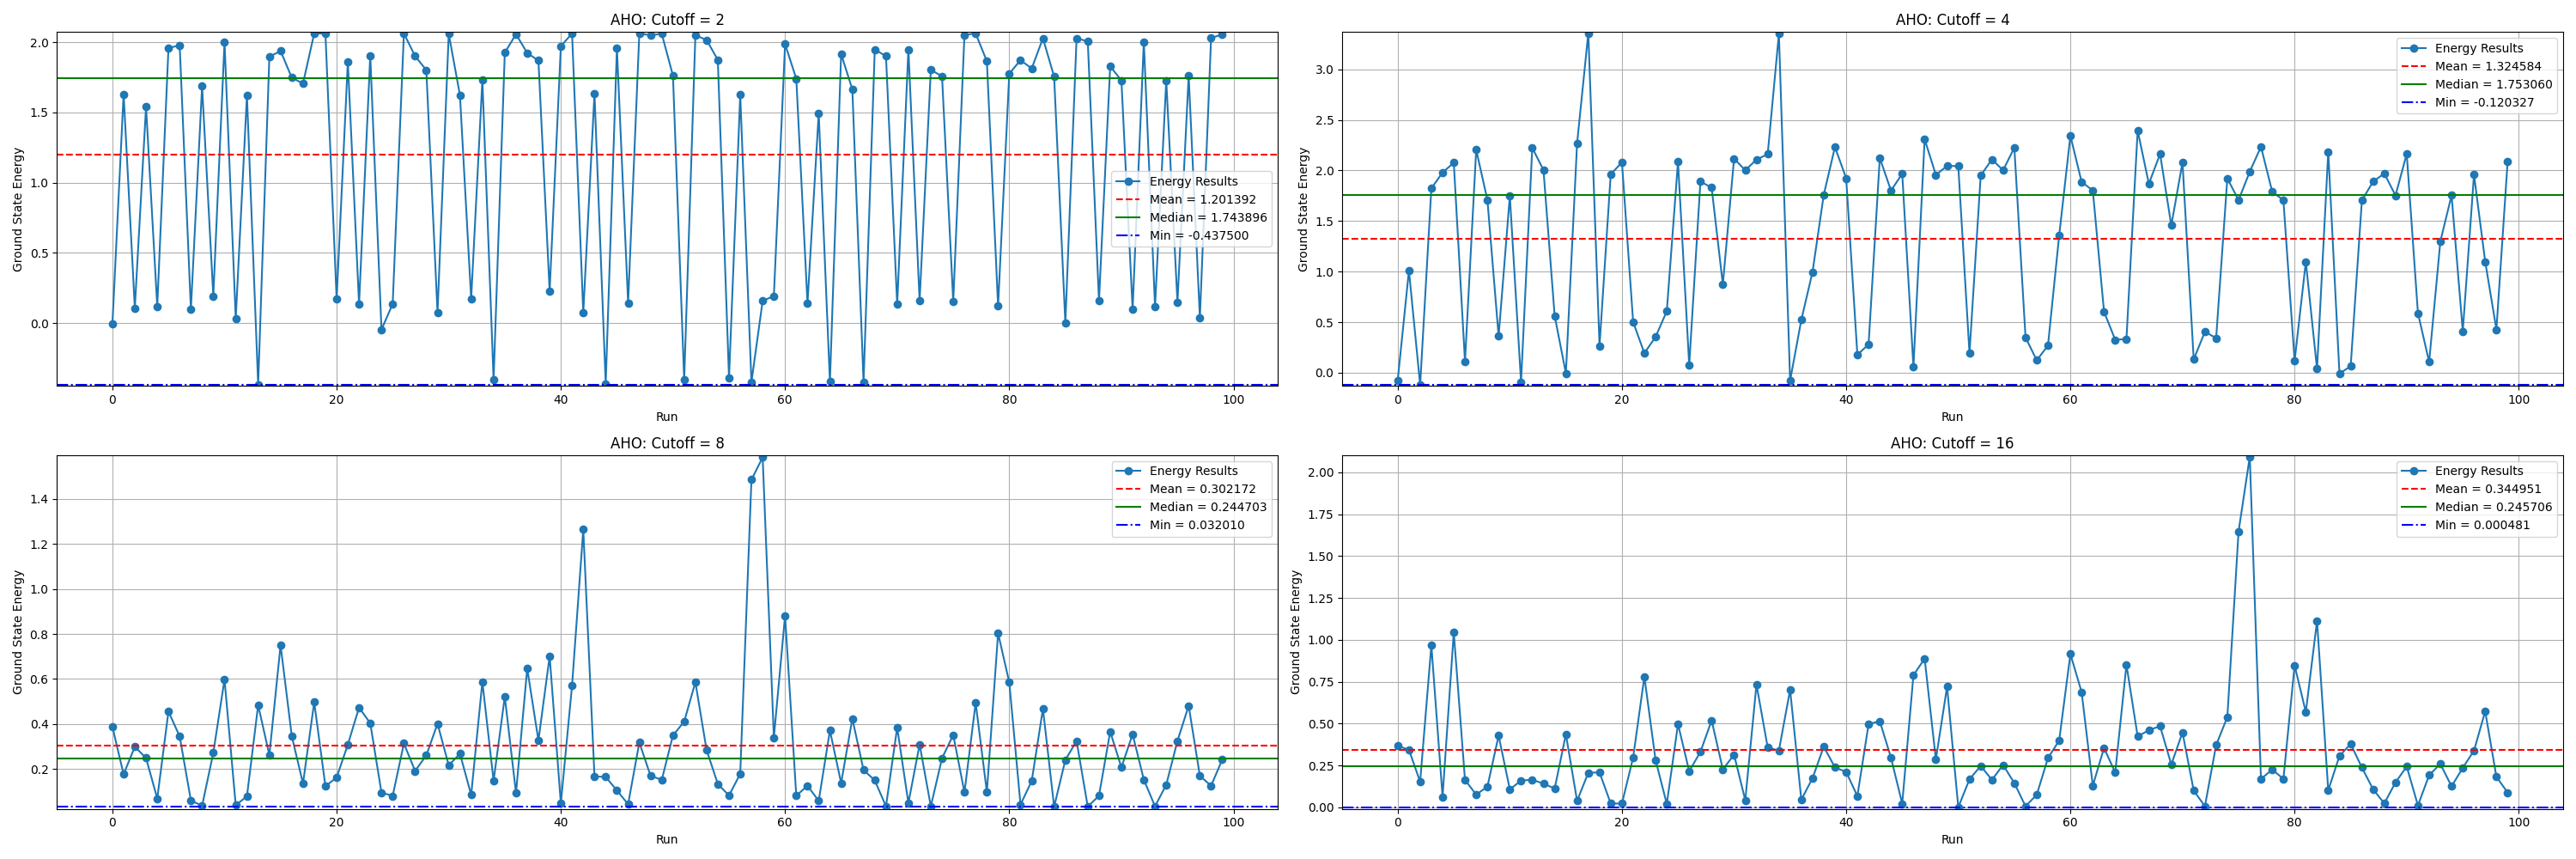 AHO: Cutoff = 2
Ground State Energy
2.0
1.5
1.0
0.5
0.0
0 20 40 60 80 100
Run
Energy Results
Mean = 1.201392
Median = 1.743896
Min = -0.437500
AHO: Cutoff = 4
Ground State Energy
3.0
2.5
2.0
1.5
1.0
0.5
0.0
0 20 40 60 80 100
Run
Energy Results
Mean = 1.324584
Median = 1.753060
Min = -0.120327
AHO: Cutoff = 8
Ground State Energy
1.4
1.2
1.0
0.8
0.6
0.4
0.2
0 20 40 60 80 100
Run
Energy Results
Mean = 0.302172
Median = 0.244703
Min = 0.032010
AHO: Cutoff = 16
Ground State Energy
2.00
1.75
1.50
1.25
1.00
0.75
0.50
0.25
0.00
0 20 40 60 80 100
Run
Energy Results
Mean = 0.344951
Median = 0.245706
Min = 0.000481